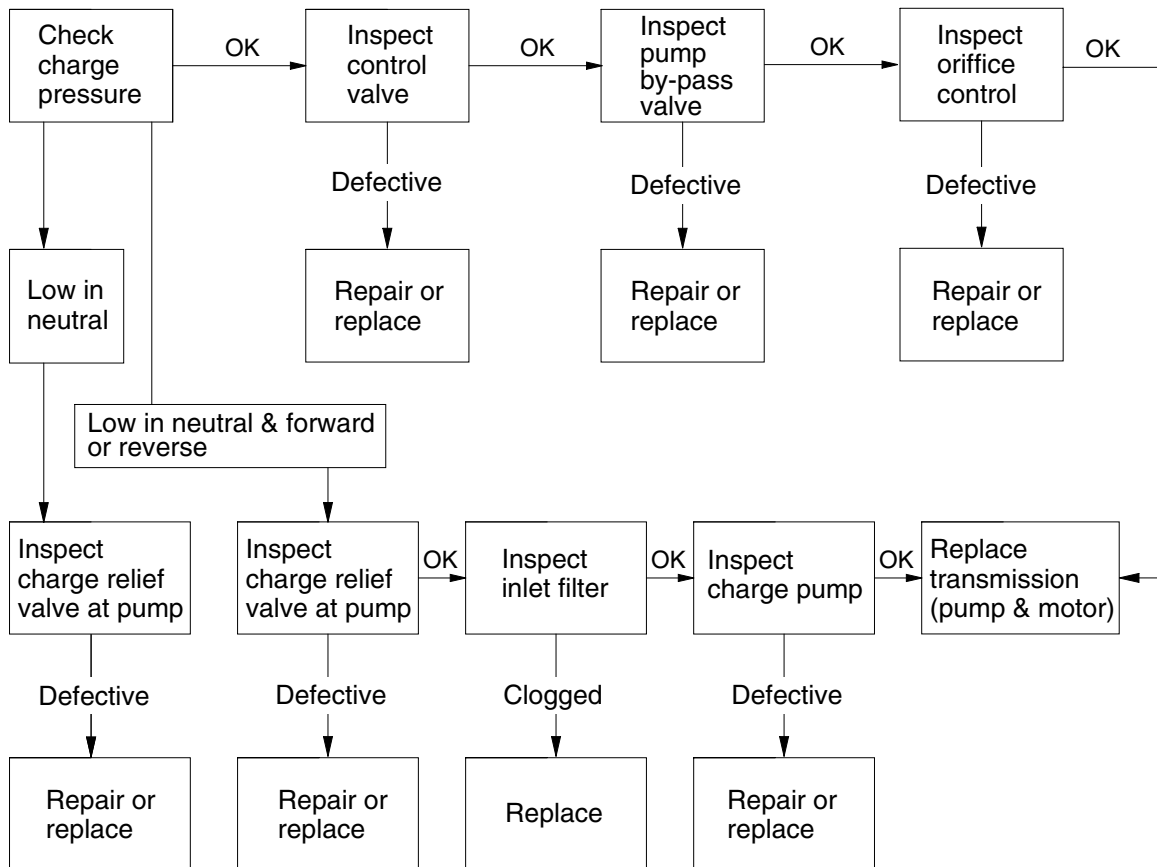 Check
charge
pressure
OK
Inspect
control
valve
OK
Inspect
pump
by-pass
valve
OK
Inspect
oriffice
control
OK
Defective
Defective
Defective
Low in
neutral
Repair or
replace
Repair or
replace
Repair or
replace
Low in neutral & forward
or reverse
Inspect
charge relief
valve at pump
Inspect
charge relief
valve at pump
OK
Inspect
inlet filter
OK
Inspect
charge pump
OK
Replace
transmission
(pump & motor)
Defective
Defective
Clogged
Defective
Repair or
replace
Repair or
replace
Replace
Repair or
replace